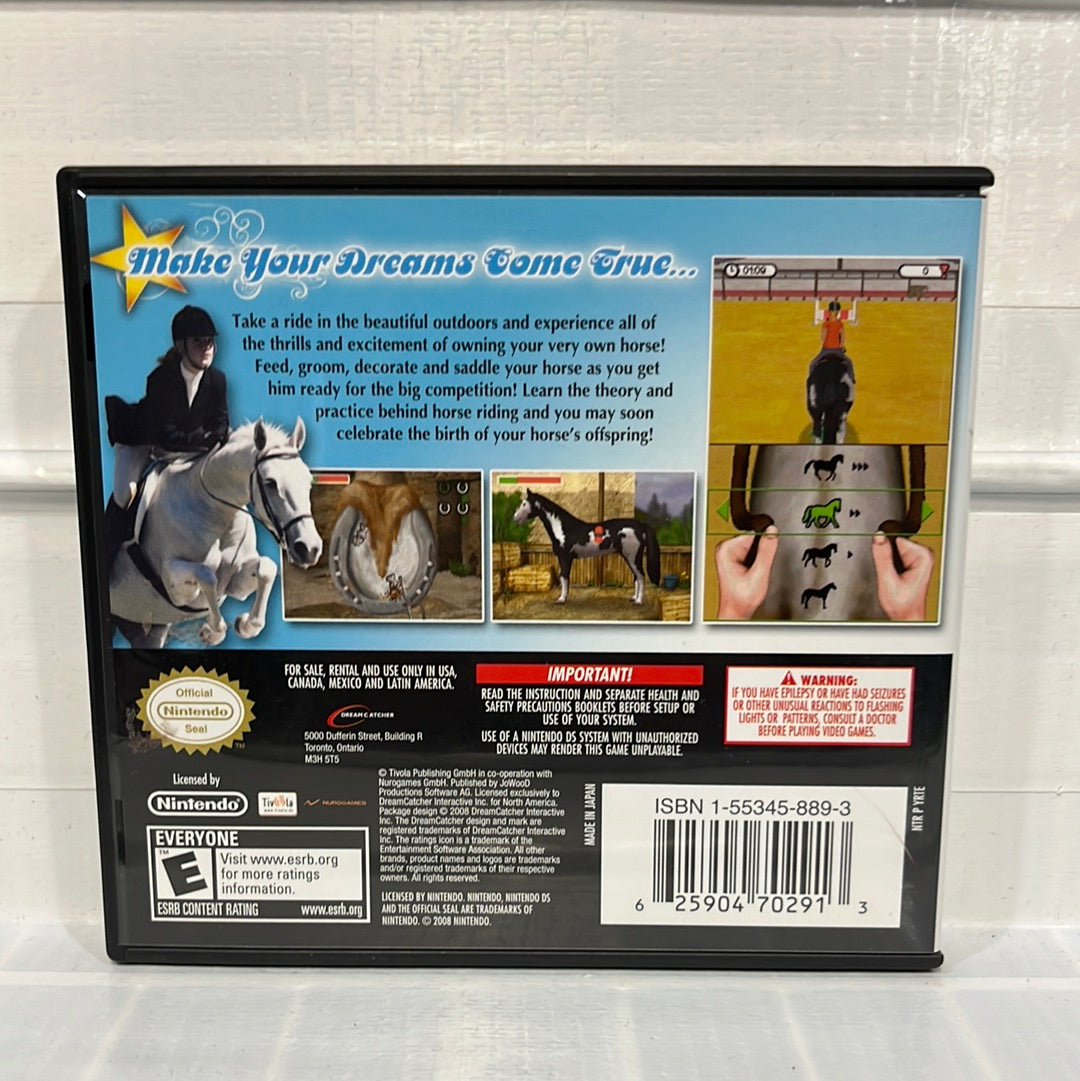 Make Your Dreams Come True...
Take a ride in the beautiful outdoors and experience all of
the thrills and excitement of owning your very own horse!
Feed, groom, decorate and saddle your horse as you get
him ready for the big competition! Learn the theory and
practice behind horse riding and you may soon
celebrate the birth of your horse's offspring!
01:09
0
Official
Nintendo
Seal
TM
FOR SALE, RENTAL AND USE ONLY IN USA,
CANADA, MEXICO AND LATIN AMERICA.
DREAMCATCHER
5000 Dufferin Street, Building R
Toronto, Ontario
M3H 5T5
IMPORTANT!
READ THE INSTRUCTION AND SEPARATE HEALTH AND
SAFETY PRECAUTIONS BOOKLETS BEFORE SETUP OR
USE OF YOUR SYSTEM.
USE OF A NINTENDO DS SYSTEM WITH UNAUTHORIZED
DEVICES MAY RENDER THIS GAME UNPLAYABLE.
WARNING:
IF YOU HAVE EPILEPSY OR HAVE HAD SEIZURES
OR OTHER UNUSUAL REACTIONS TO FLASHING
LIGHTS OR PATTERNS, CONSULT A DOCTOR
BEFORE PLAYING VIDEO GAMES.
Licensed by
Nintendo
Tivola
www.tivola.de
NUROGAMES
© Tivola Publishing GmbH in co-operation with
Nurogames GmbH. Published by JoWooD
Productions Software AG. Licensed exclusively to
DreamCatcher Interactive Inc. for North America.
Package design © 2008 DreamCatcher Interactive
Inc. The DreamCatcher design and mark are
registered trademarks of DreamCatcher Interactive
Inc. The ratings icon is a trademark of the
Entertainment Software Association. All other
brands, product names and logos are trademarks
and/or registered trademarks of their respective
owners. All rights reserved.
LICENSED BY NINTENDO. NINTENDO, NINTENDO DS
AND THE OFFICIAL SEAL ARE TRADEMARKS OF
NINTENDO. © 2008 NINTENDO.
EVERYONE
TM
E
Visit www.esrb.org
for more ratings
information.
ESRB CONTENT RATING www.esrb.org
MADE IN JAPAN
ISBN 1-55345-889-3
6 25904 70291 3
NTR P YRTE